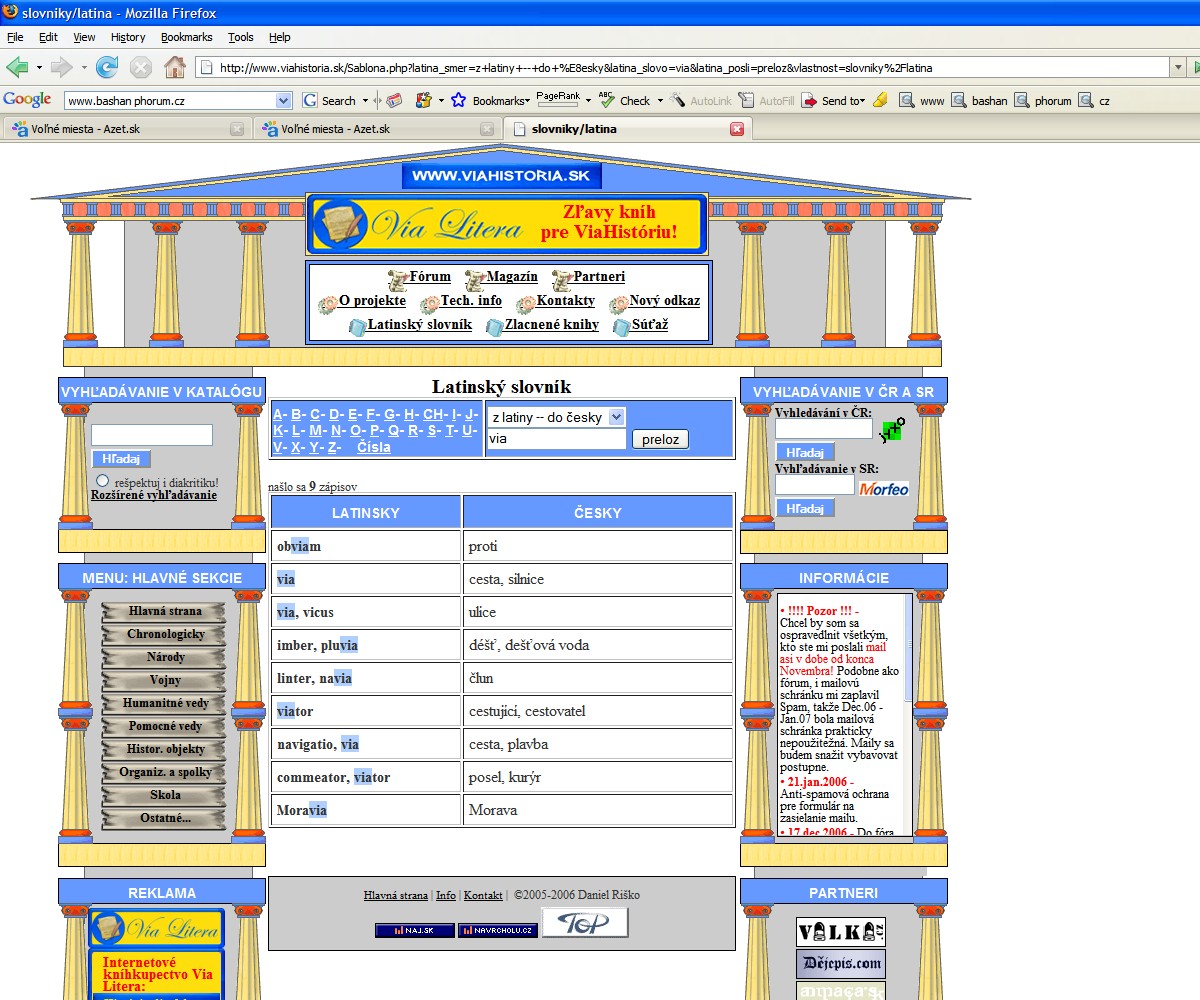 slovniky/latina - Mozilla Firefox
File Edit View History Bookmarks Tools Help
http://www.viahistoria.sk/Sablona.php?latina_smer=z+latiny+--+do+%E8esky&latina_slovo=via&latina_posli=preloz&vlastnost=slovniky%2Flatina
Google www.bashan phorum.cz G Search Bookmarks PageRank ABC Check AutoLink AutoFill Send to www bashan phorum cz
Voľné miesta - Azet.sk Voľné miesta - Azet.sk slovniky/latina
WWW.VIAHISTORIA.SK
Via Litera
Zľavy kníh
pre ViaHistóriu!
Fórum Magazín Partneri
O projekte Tech. info Kontakty Nový odkaz
Latinský slovník Zlacnené knihy Súťaž
VYHĽADÁVANIE V KATALÓGU
Hľadaj
rešpektuj i diakritiku!
Rozšírené vyhľadávanie
MENU: HLAVNÉ SEKCIE
Hlavná strana
Chronologicky
Národy
Vojny
Humanitné vedy
Pomocné vedy
Histor. objekty
Organiz. a spolky
Škola
Ostatné...
REKLAMA
Via Litera
Internetové
kníhkupectvo Via
Litera:
Latinský slovník
A- B- C- D- E- F- G- H- CH- I- J-
K- L- M- N- O- P- Q- R- S- T- U-
V- X- Y- Z- Čísla
z latiny -- do česky
via preloz
našlo sa 9 zápisov
LATINSKY ČESKY
obviam proti
via cesta, silnice
via, vicus ulice
imber, pluvia déšť, dešťová voda
linter, navia člun
viator cestující, cestovatel
navigatio, via cesta, plavba
commeator, viator posel, kurýr
Moravia Morava
Hlavná strana | Info | Kontakt | ©2005-2006 Daniel Riško
NAJ.SK NAVRCHOLU.CZ TOP
VYHĽADÁVANIE V ČR A SR
Vyhledávání v ČR:
Hľadaj
Vyhľadávanie v SR:
Morfeo
Hľadaj
INFORMÁCIE
• !!!! Pozor !!! -
Chcel by som sa
ospravedlniť všetkým,
kto ste mi poslali mail
asi v dobe od konca
Novembra! Podobne ako
fórum, i mailovú
schránku mi zaplavil
Spam, takže Dec.06 -
Jan.07 bola mailová
schránka prakticky
nepoužiteľná. Maily sa
budem snažiť vybavovat
postupne.
• 21.jan.2006 -
Anti-spamová ochrana
pre formulár na
zasielanie mailu.
• 17.dec.2006 - Do fóra
PARTNERI
VALKA.CZ
Dějepis.com